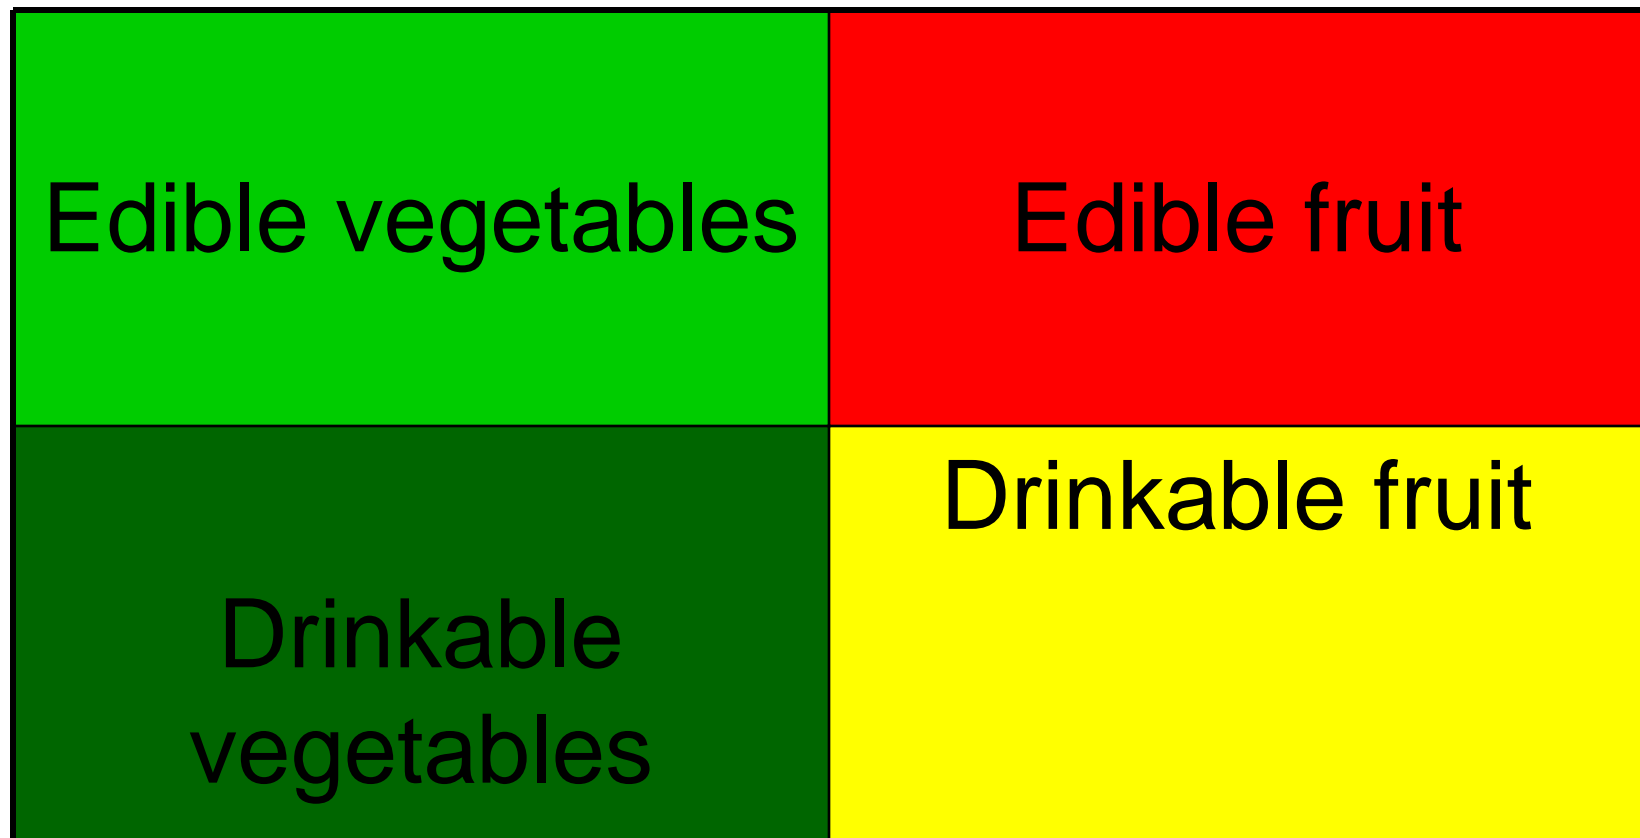 Edible vegetables
Edible fruit
Drinkable
vegetables
Drinkable fruit